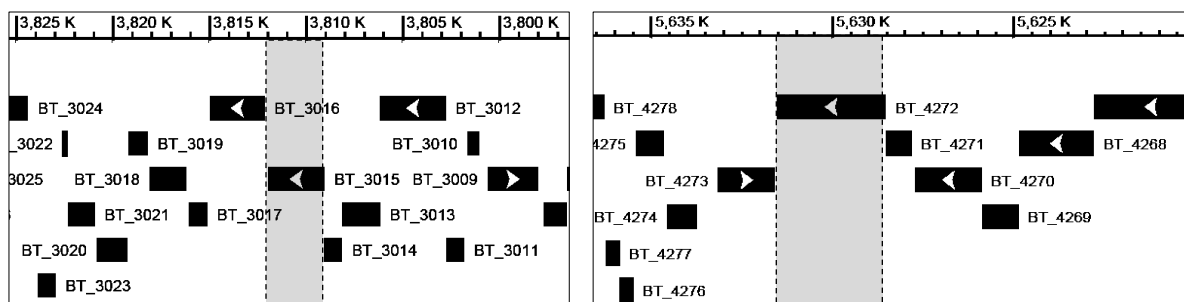 3,825 K 3,820 K 3,815 K 3,810 K 3,805 K 3,800 K
BT_3024 BT_3016 BT_3012
_3022 BT_3019 BT_3010
3025 BT_3018 BT_3015 BT_3009
BT_3021 BT_3017 BT_3013
BT_3020 BT_3014 BT_3011
BT_3023
5,635 K 5,630 K 5,625 K
BT_4278 BT_4272
4275 BT_4271 BT_4268
BT_4273 BT_4270
BT_4274 BT_4269
BT_4277
BT_4276